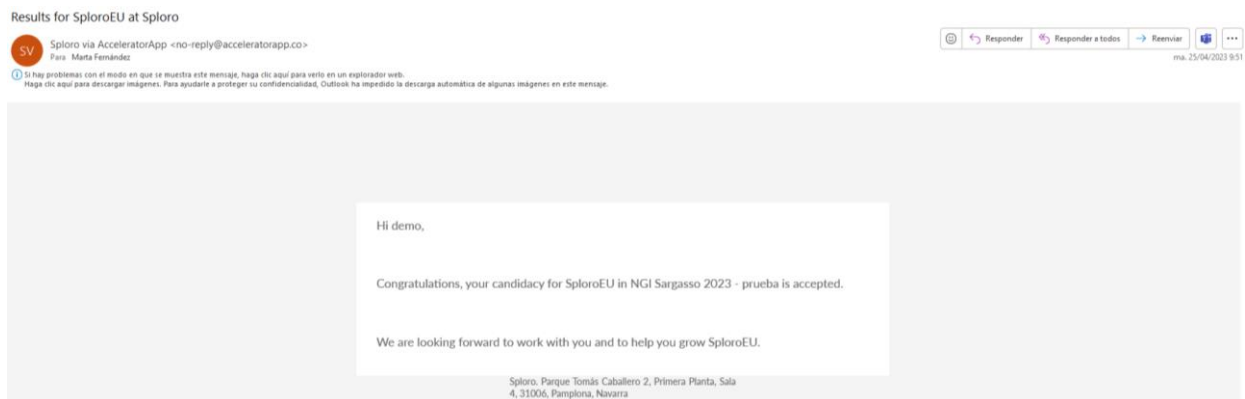 Results for SploroEU at Sploro
SV
Sploro via AcceleratorApp <no-reply@acceleratorapp.co>
Para Marta Fernández
Responder
Responder a todos
Reenviar
ma. 25/04/2023 9:51
Si hay problemas con el modo en que se muestra este mensaje, haga clic aquí para verlo en un explorador web.
Haga clic aquí para descargar imágenes. Para ayudarle a proteger su confidencialidad, Outlook ha impedido la descarga automática de algunas imágenes en este mensaje.
Hi demo,
Congratulations, your candidacy for SploroEU in NGI Sargasso 2023 - prueba is accepted.
We are looking forward to work with you and to help you grow SploroEU.
Sploro. Parque Tomás Caballero 2, Primera Planta, Sala
4, 31006, Pamplona, Navarra